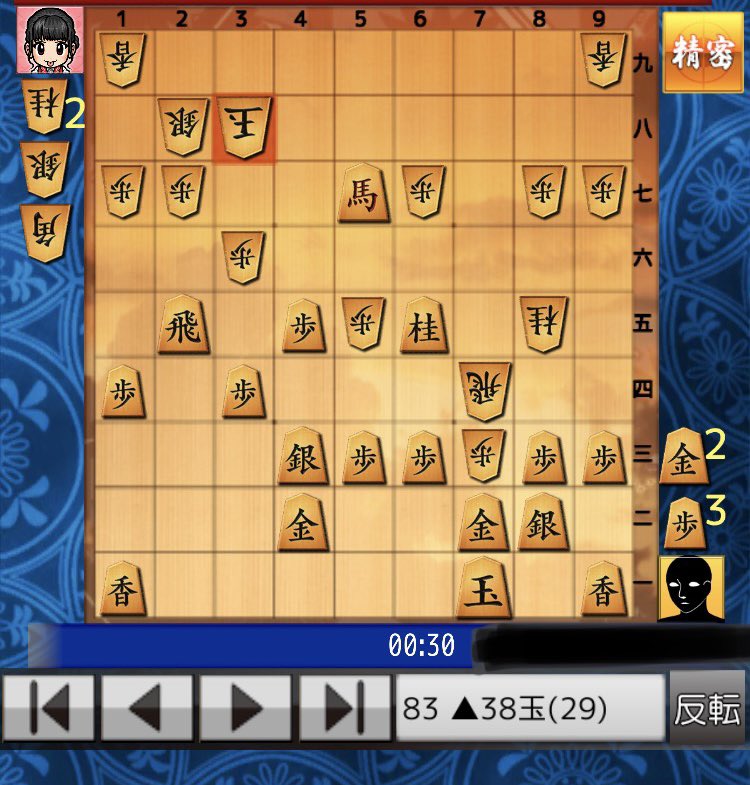 1 2 3 4 5 6 7 8 9
香 香 九 精密
桂 2 銀 玉 八
銀 歩 歩 馬 歩 歩 歩 七
角 歩 六
飛 歩 歩 桂 桂 五
歩 歩 飛 四
銀 歩 歩 歩 歩 歩 三 金 2
金 金 銀 二 歩 3
香 玉 香 一
00:30
83 ▲38玉(29) 反転